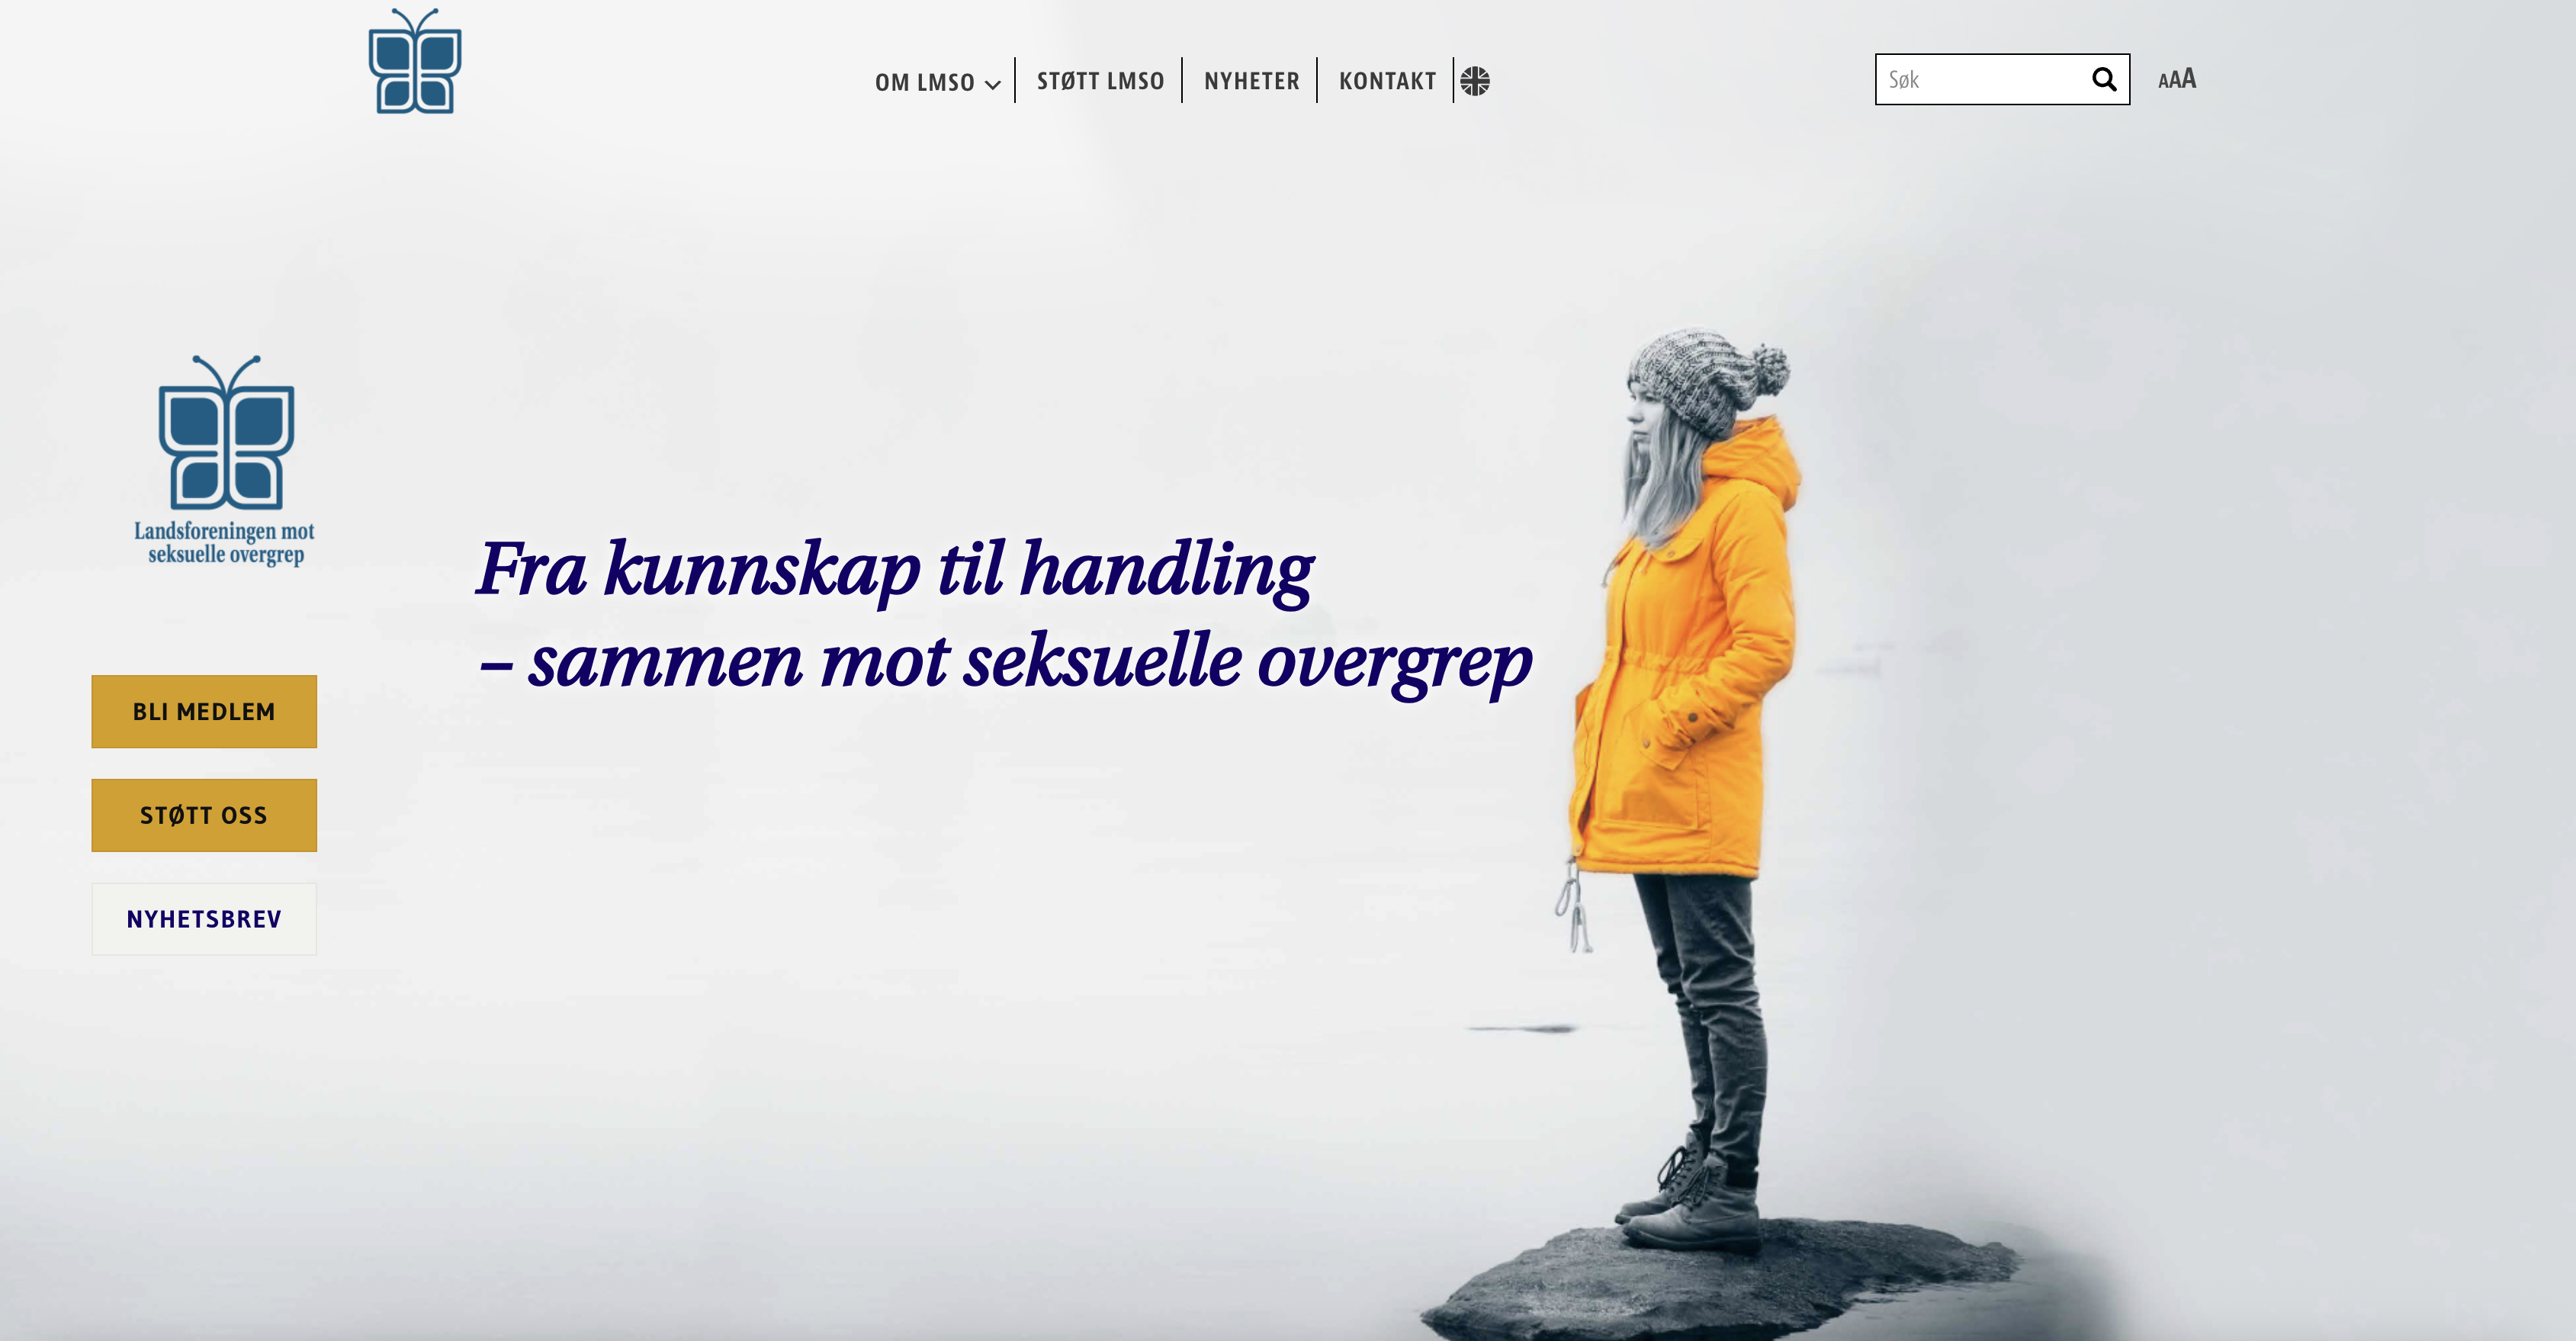 OM LMSO
STØTT LMSO
NYHETER
KONTAKT
Søk
AAA
Landsforeningen mot
seksuelle overgrep
Fra kunnskap til handling
– sammen mot seksuelle overgrep
BLI MEDLEM
STØTT OSS
NYHETSBREV